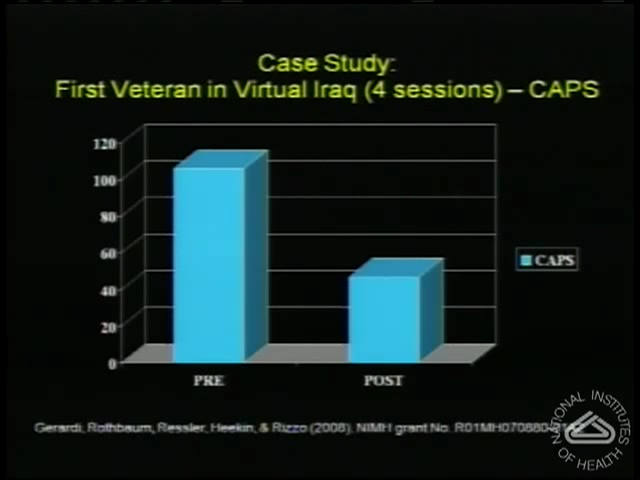 Case Study:
First Veteran in Virtual Iraq (4 sessions) – CAPS
120
100
80
60
40
20
0
CAPS
PRE
POST
Gerardi, Rothbaum, Ressler, Heekin, & Rizzo (2008), NIMH grant No.
NATIONAL INSTITUTES
OF HEALTH